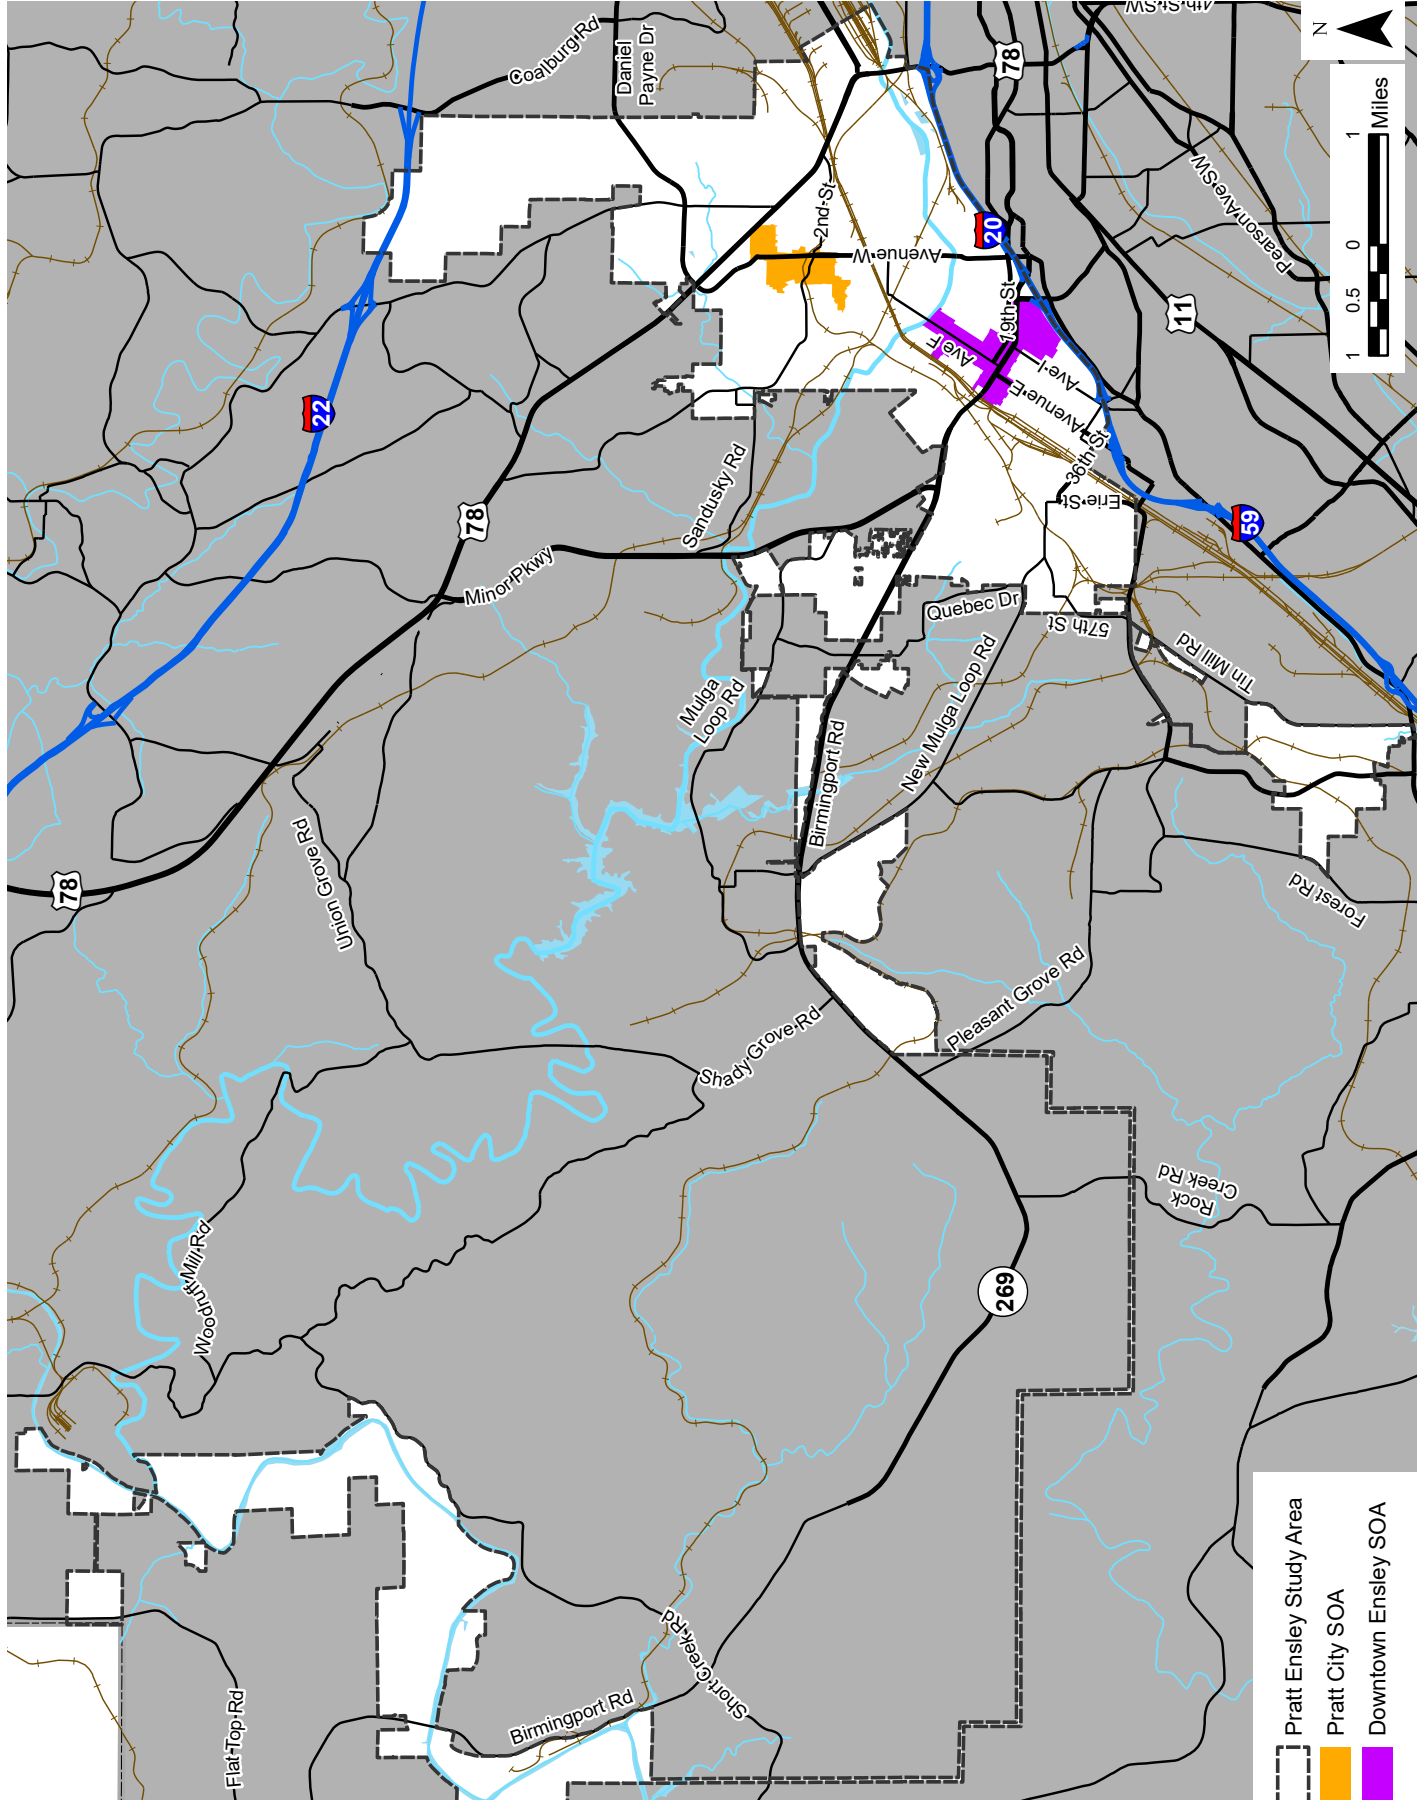 Coalburg Rd
Daniel
Payne Dr
4th St SW
N
78
Miles
1
0
0.5
1
2nd St
Avenue W
20
Pearson Ave SW
11
19th St
Ave F
Ave I
Avenue E
22
Sandusky Rd
36th St
Erie St
59
78
Minor Pkwy
Quebec Dr
57th St
Tin Mill Rd
Mulga
Loop Rd
New Mulga Loop Rd
Birmingport Rd
78
Union Grove Rd
Forest Rd
Shady Grove Rd
Pleasant Grove Rd
Rock
Creek Rd
Woodruff Mill Rd
269
Short Creek Rd
Birmingport Rd
Flat Top Rd
Pratt Ensley Study Area
Pratt City SOA
Downtown Ensley SOA